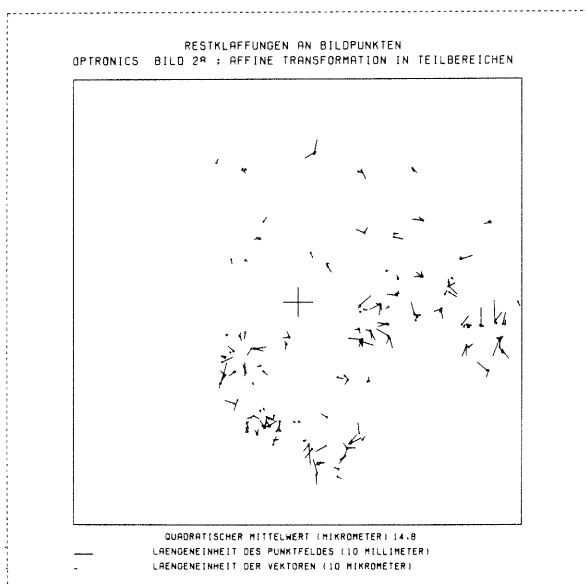 RESTKLAFFUNGEN AN BILDPUNKTEN
OPTRONICS BILD 28 : AFFINE TRANSFORMATION IN TEILBEREICHEN
QUADRATISCHER MITTELWERT (MIKROMETER) 14.8
LAENGENEINHEIT DES PUNKTFELDES (10 MILLIMETER)
LAENGENEINHEIT DER VEKTOREN (10 MIKROMETER)